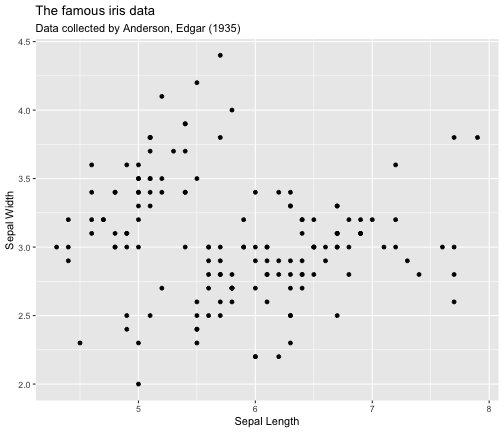 The famous iris data
Data collected by Anderson, Edgar (1935)
4.5
4.0
3.5
3.0
2.5
2.0
Sepal Width
5 6 7 8
Sepal Length